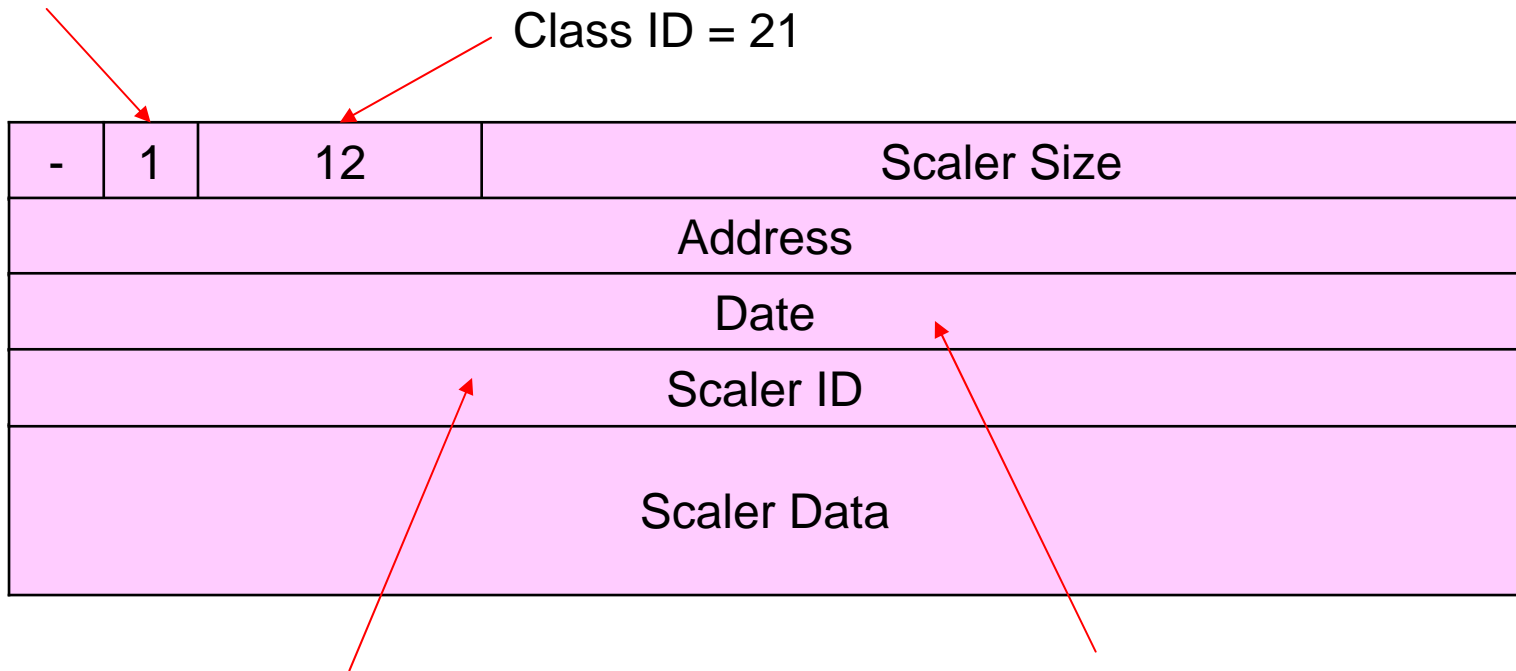 Class ID = 21
- 1 12 Scaler Size
Address
Date
Scaler ID
Scaler Data